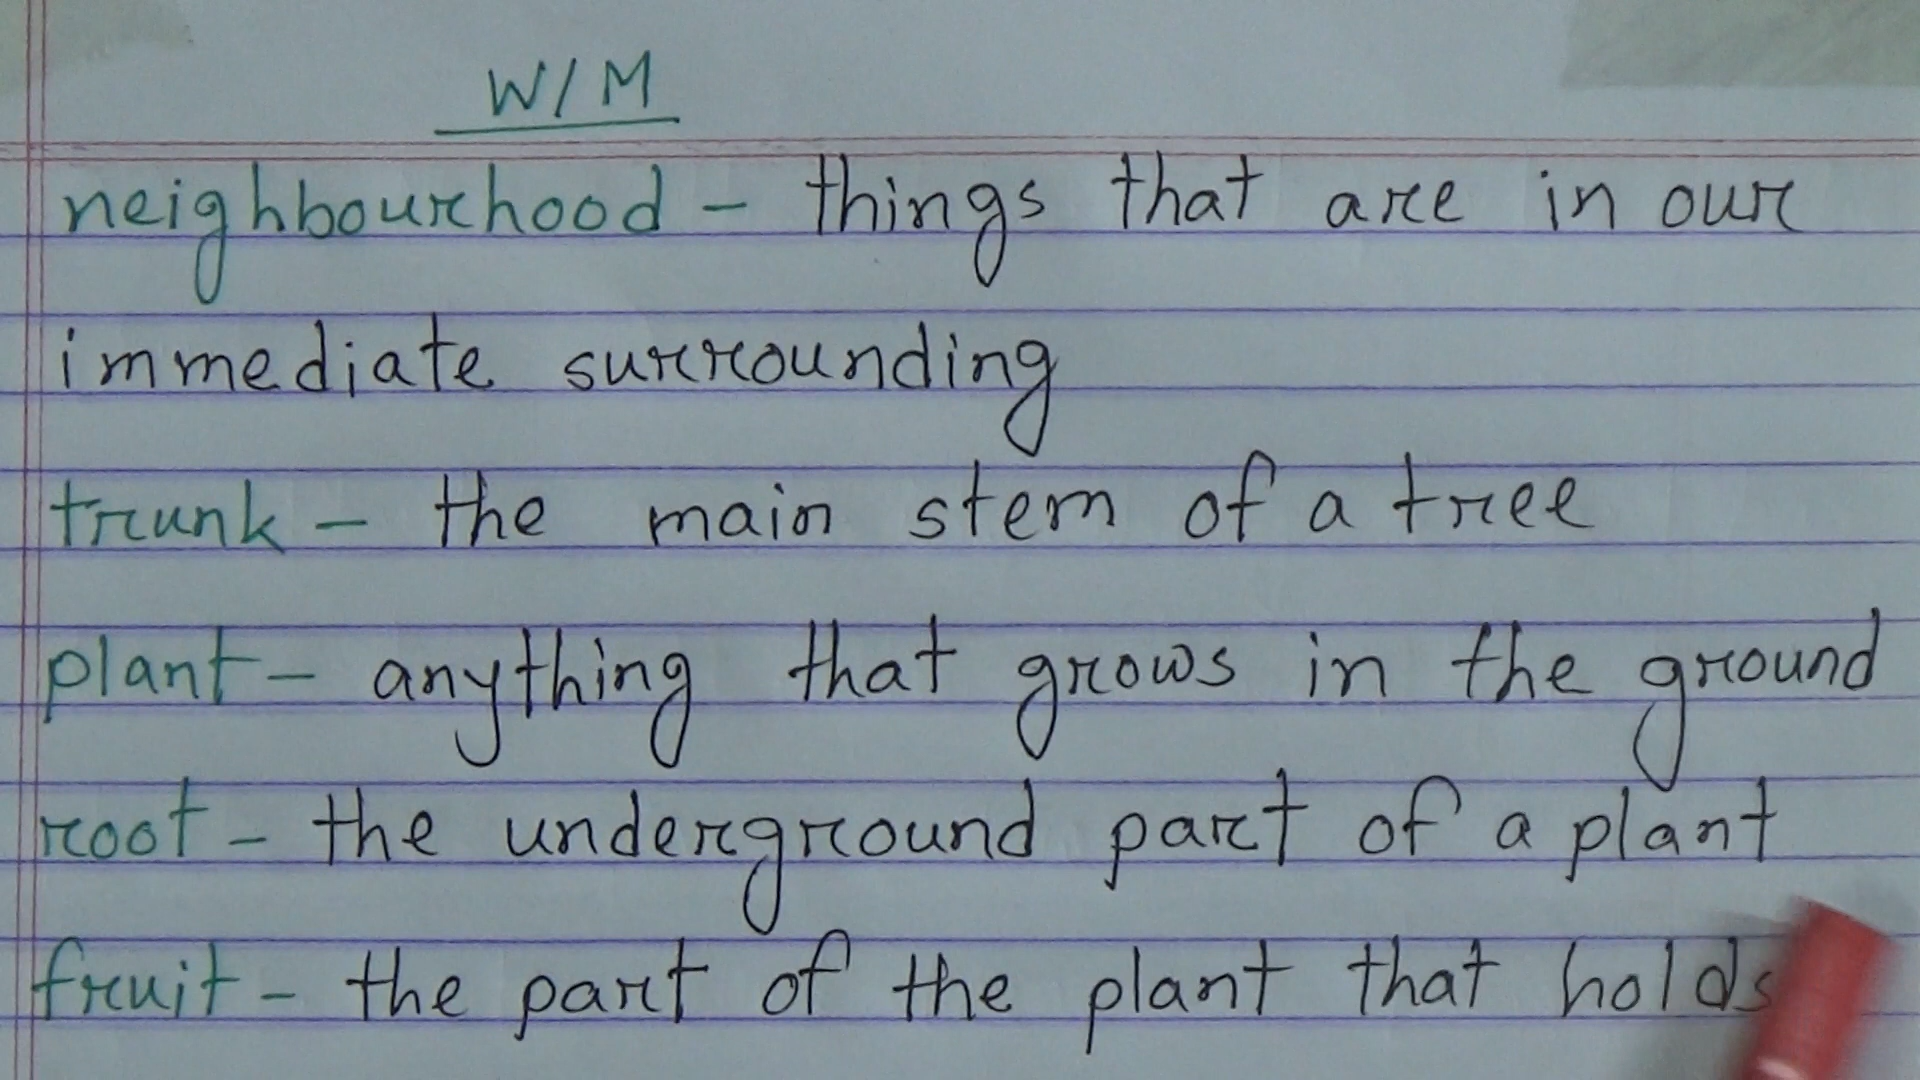 W/M
neighbourhood - things that are in our
immediate surrounding
trunk - the main stem of a tree
plant - anything that grows in the ground
root - the underground part of a plant
fruit - the part of the plant that holds